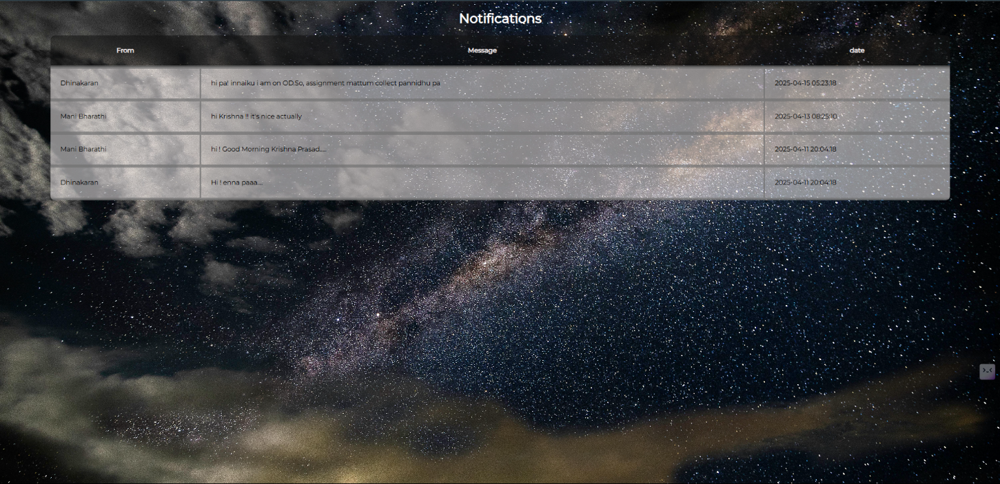 Notifications
From Message date
Dhinakaran hi pa! innaiku i am on OD.So, assignment mattum collect pannidhu pa 2025-04-15 05:23:18
Mani Bharathi hi Krishna !! it's nice actually 2025-04-13 08:25:10
Mani Bharathi hi ! Good Morning Krishna Prasad..... 2025-04-11 20:04:18
Dhinakaran Hi ! enna paaa.... 2025-04-11 20:04:18
>_<